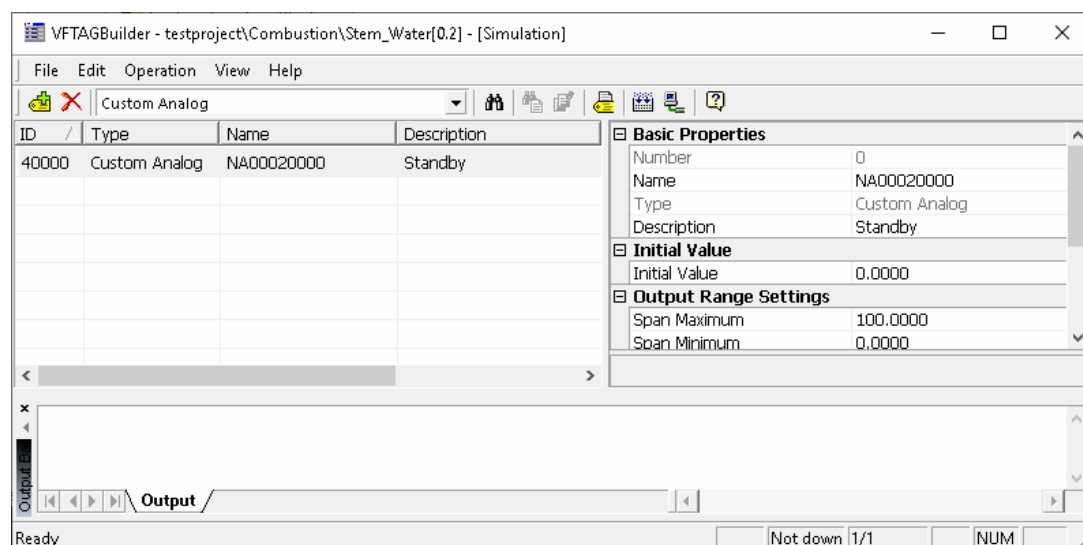 VFTAGBuilder - testproject\Combustion\Stem_Water[0.2] - [Simulation]
File Edit Operation View Help
Custom Analog
ID Type Name Description
40000 Custom Analog NA00020000 Standby
Basic Properties
Number 0
Name NA00020000
Type Custom Analog
Description Standby
Initial Value
Initial Value 0.0000
Output Range Settings
Span Maximum 100.0000
Span Minimum 0.0000
Output
Output
Ready Not down 1/1 NUM